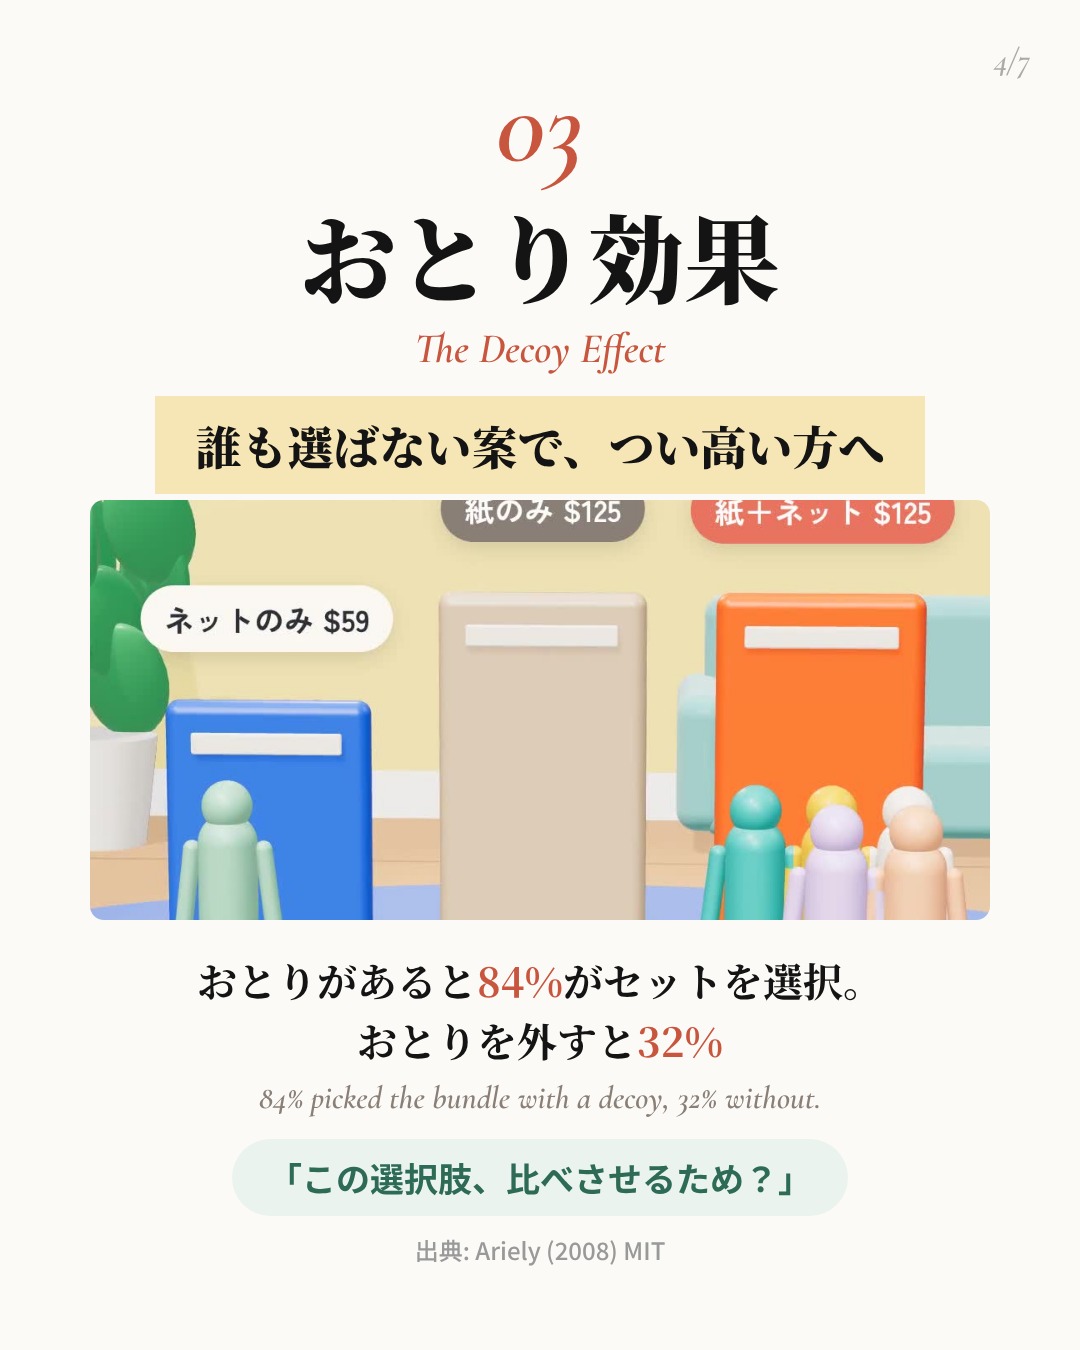 4/7
03
おとり効果
The Decoy Effect
誰も選ばない案で、つい高い方へ
紙のみ $125
紙＋ネット $125
ネットのみ $59
おとりがあると84%がセットを選択。
おとりを外すと32%
84% picked the bundle with a decoy, 32% without.
「この選択肢、比べさせるため？」
出典: Ariely (2008) MIT